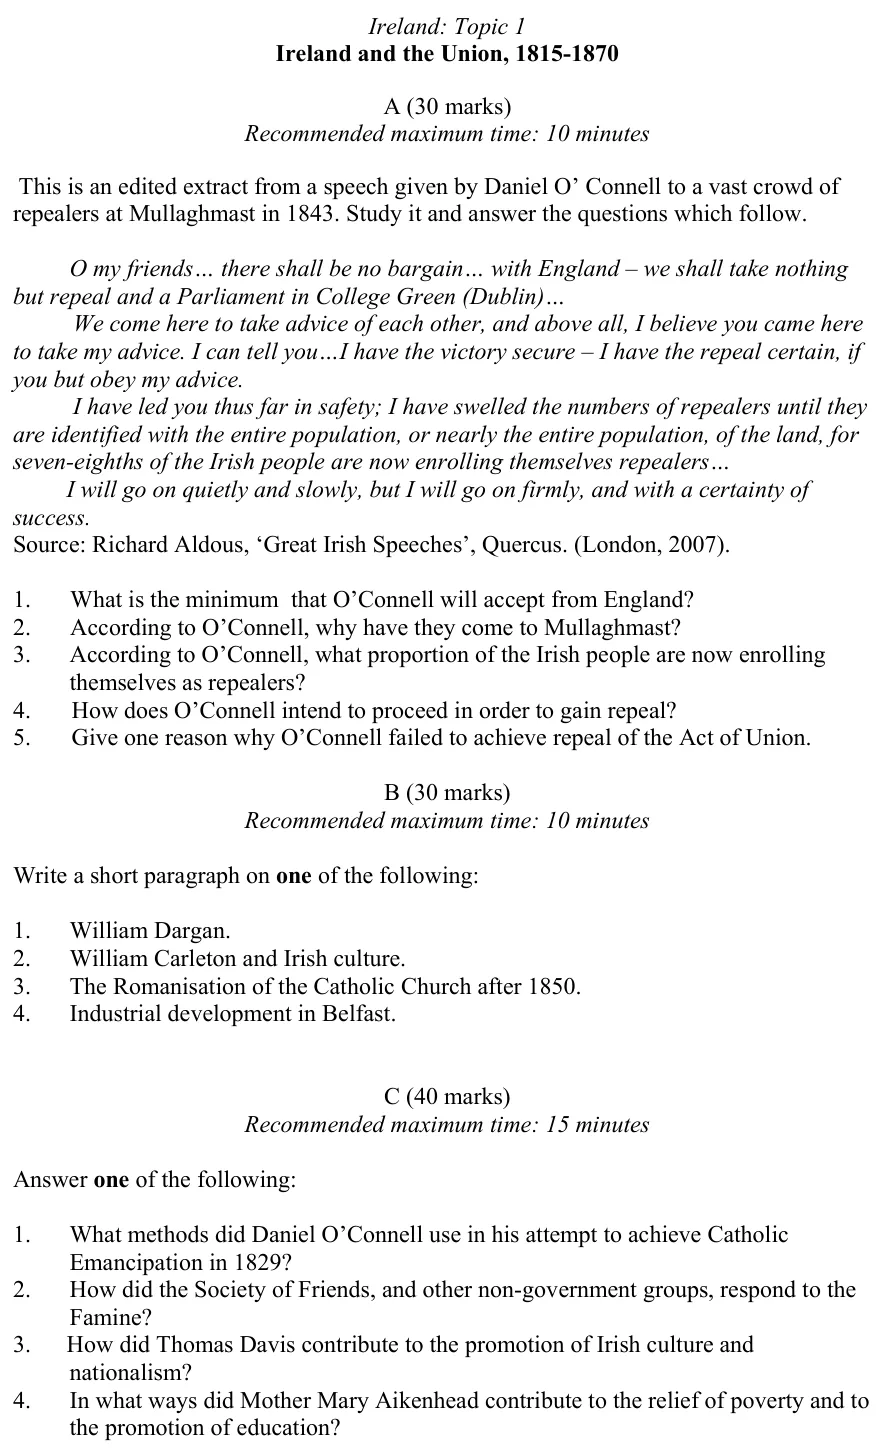 Ireland: Topic 1
Ireland and the Union, 1815-1870
A (30 marks)
Recommended maximum time: 10 minutes
This is an edited extract from a speech given by Daniel O’ Connell to a vast crowd of
repealers at Mullaghmast in 1843. Study it and answer the questions which follow.
O my friends… there shall be no bargain… with England – we shall take nothing
but repeal and a Parliament in College Green (Dublin)…
We come here to take advice of each other, and above all, I believe you came here
to take my advice. I can tell you…I have the victory secure – I have the repeal certain, if
you but obey my advice.
I have led you thus far in safety; I have swelled the numbers of repealers until they
are identified with the entire population, or nearly the entire population, of the land, for
seven-eighths of the Irish people are now enrolling themselves repealers…
I will go on quietly and slowly, but I will go on firmly, and with a certainty of
success.
Source: Richard Aldous, ‘Great Irish Speeches’, Quercus. (London, 2007).
1. What is the minimum that O’Connell will accept from England?
2. According to O’Connell, why have they come to Mullaghmast?
3. According to O’Connell, what proportion of the Irish people are now enrolling
themselves as repealers?
4. How does O’Connell intend to proceed in order to gain repeal?
5. Give one reason why O’Connell failed to achieve repeal of the Act of Union.
B (30 marks)
Recommended maximum time: 10 minutes
Write a short paragraph on one of the following:
1. William Dargan.
2. William Carleton and Irish culture.
3. The Romanisation of the Catholic Church after 1850.
4. Industrial development in Belfast.
C (40 marks)
Recommended maximum time: 15 minutes
Answer one of the following:
1. What methods did Daniel O’Connell use in his attempt to achieve Catholic
Emancipation in 1829?
2. How did the Society of Friends, and other non-government groups, respond to the
Famine?
3. How did Thomas Davis contribute to the promotion of Irish culture and
nationalism?
4. In what ways did Mother Mary Aikenhead contribute to the relief of poverty and to
the promotion of education?